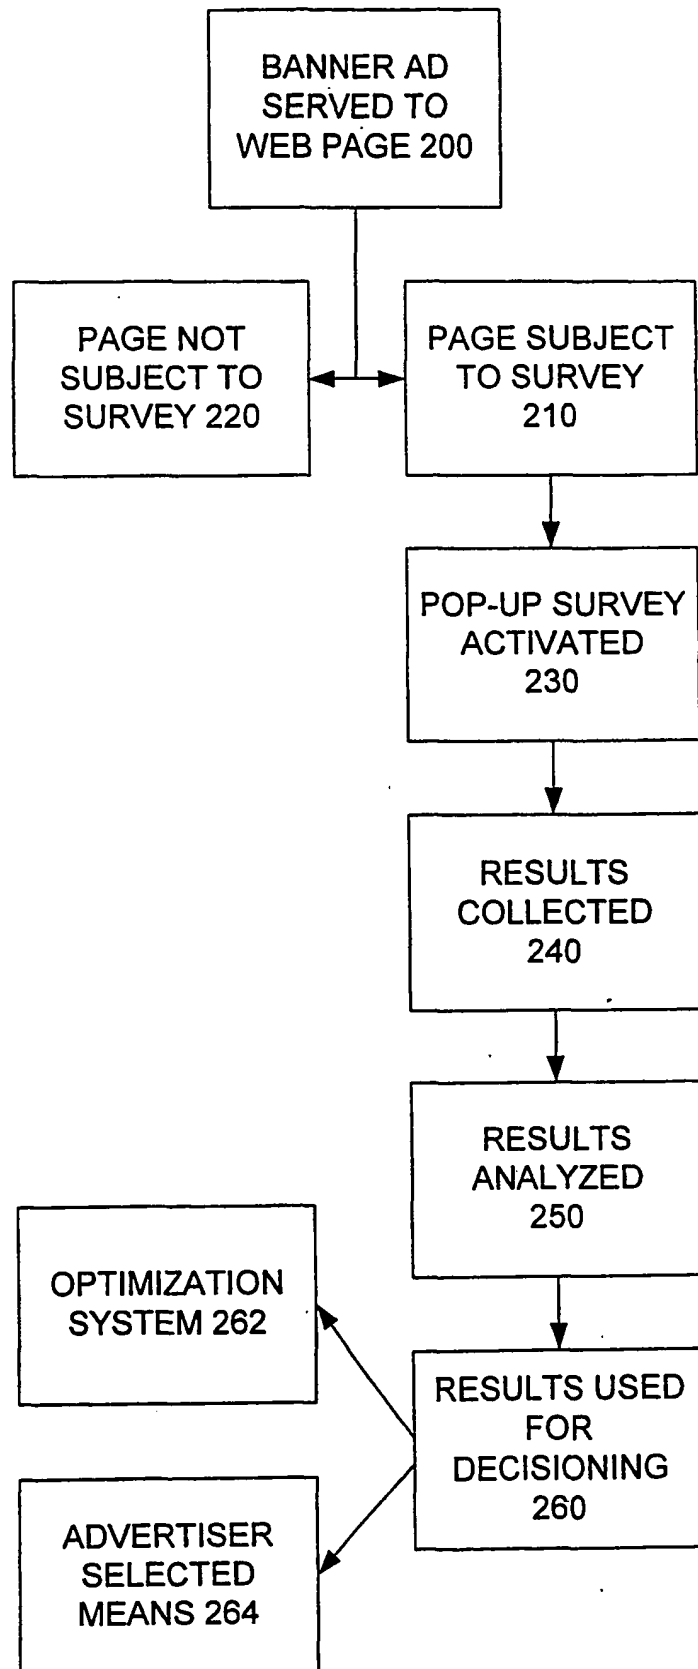 BANNER AD
SERVED TO
WEB PAGE 200
PAGE NOT
SUBJECT TO
SURVEY 220
PAGE SUBJECT
TO SURVEY
210
POP-UP SURVEY
ACTIVATED
230
RESULTS
COLLECTED
240
RESULTS
ANALYZED
250
OPTIMIZATION
SYSTEM 262
RESULTS USED
FOR
DECISIONING
260
ADVERTISER
SELECTED
MEANS 264